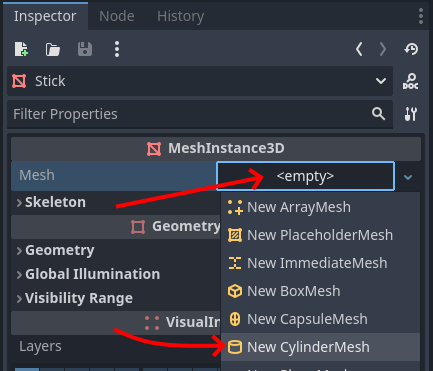 Inspector Node History
Stick
DOC
Filter Properties
MeshInstance3D
Mesh <empty>
Skeleton
New ArrayMesh
Geometry
New PlaceholderMesh
Geometry
New ImmediateMesh
Global Illumination
New BoxMesh
Visibility Range
New CapsuleMesh
VisualIn
New CylinderMesh
Layers